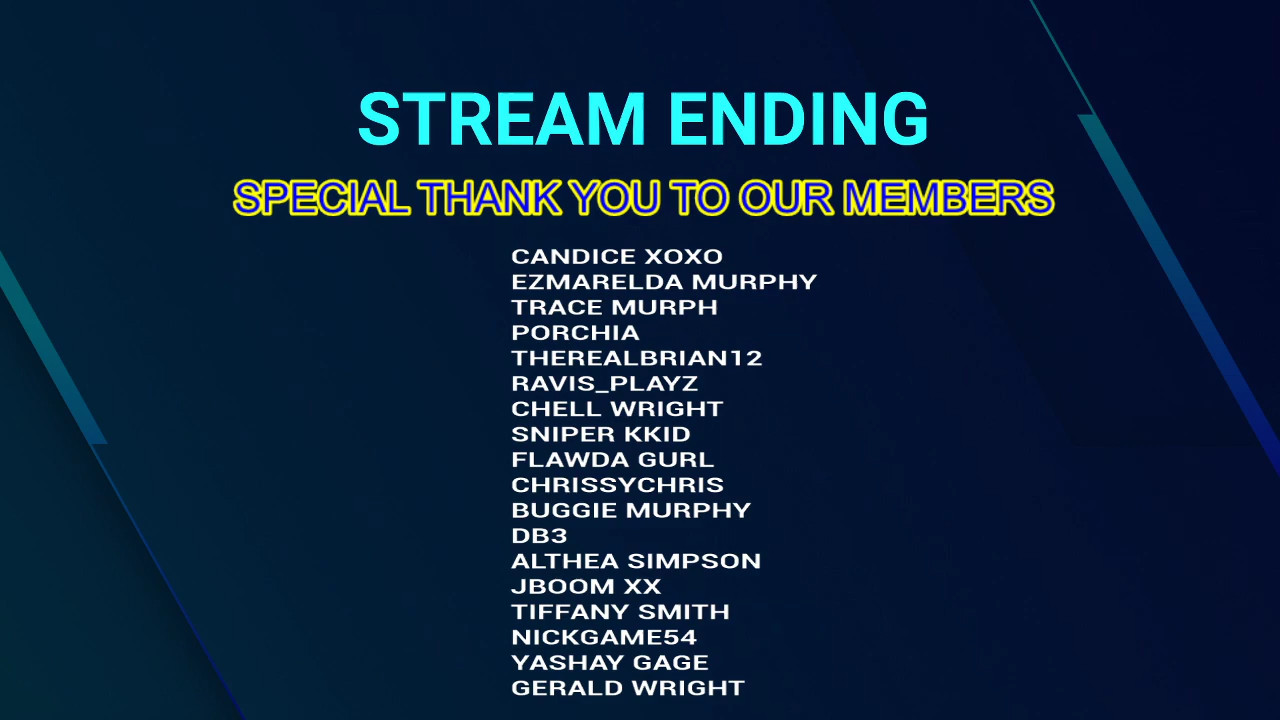 STREAM ENDING
SPECIAL THANK YOU TO OUR MEMBERS
CANDICE XOXO
EZMARELDA MURPHY
TRACE MURPH
PORCHIA
THEREALBRIAN12
RAVIS_PLAYZ
CHELL WRIGHT
SNIPER KKID
FLAWDA GURL
CHRISSYCHRIS
BUGGIE MURPHY
DB3
ALTHEA SIMPSON
JBOOM XX
TIFFANY SMITH
NICKGAME54
YASHAY GAGE
GERALD WRIGHT